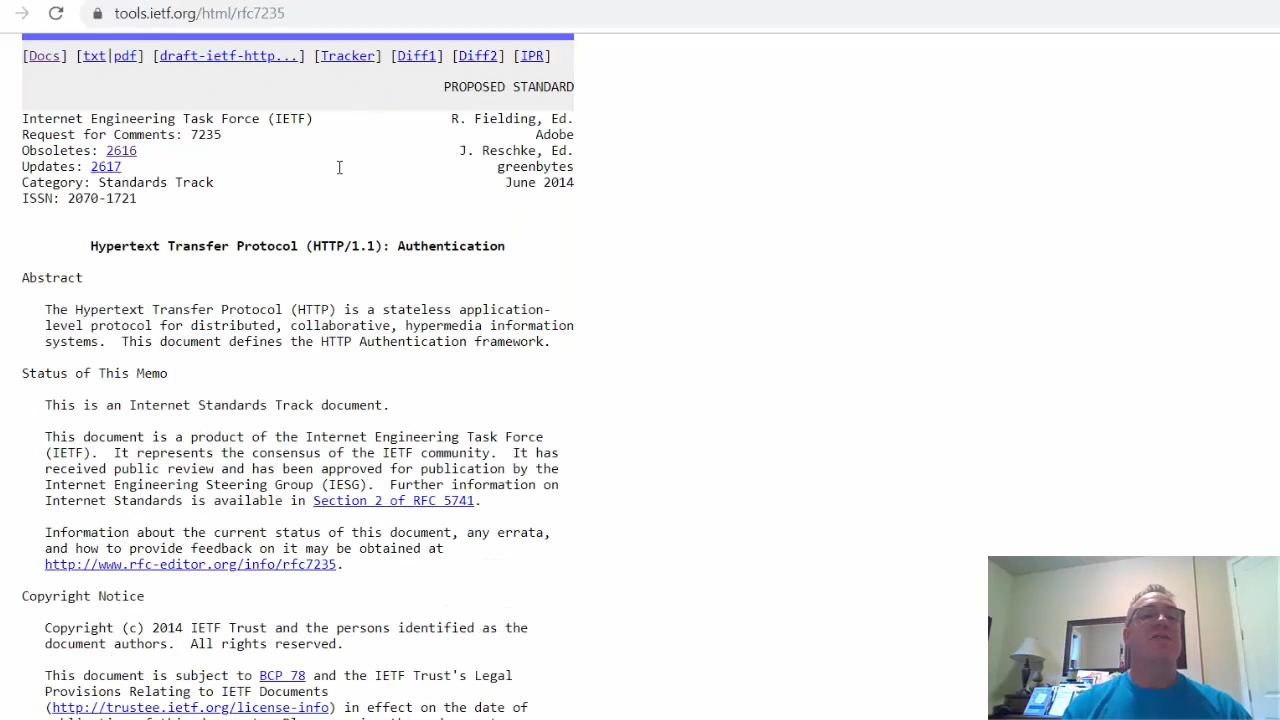 tools.ietf.org/html/rfc7235
[Docs] [txt|pdf] [draft-ietf-http...] [Tracker] [Diff1] [Diff2] [IPR]
PROPOSED STANDARD
Internet Engineering Task Force (IETF) R. Fielding, Ed.
Request for Comments: 7235 Adobe
Obsoletes: 2616 J. Reschke, Ed.
Updates: 2617 greenbytes
Category: Standards Track June 2014
ISSN: 2070-1721
Hypertext Transfer Protocol (HTTP/1.1): Authentication
Abstract
The Hypertext Transfer Protocol (HTTP) is a stateless application-
level protocol for distributed, collaborative, hypermedia information
systems. This document defines the HTTP Authentication framework.
Status of This Memo
This is an Internet Standards Track document.
This document is a product of the Internet Engineering Task Force
(IETF). It represents the consensus of the IETF community. It has
received public review and has been approved for publication by the
Internet Engineering Steering Group (IESG). Further information on
Internet Standards is available in Section 2 of RFC 5741.
Information about the current status of this document, any errata,
and how to provide feedback on it may be obtained at
http://www.rfc-editor.org/info/rfc7235.
Copyright Notice
Copyright (c) 2014 IETF Trust and the persons identified as the
document authors. All rights reserved.
This document is subject to BCP 78 and the IETF Trust's Legal
Provisions Relating to IETF Documents
(http://trustee.ietf.org/license-info) in effect on the date of